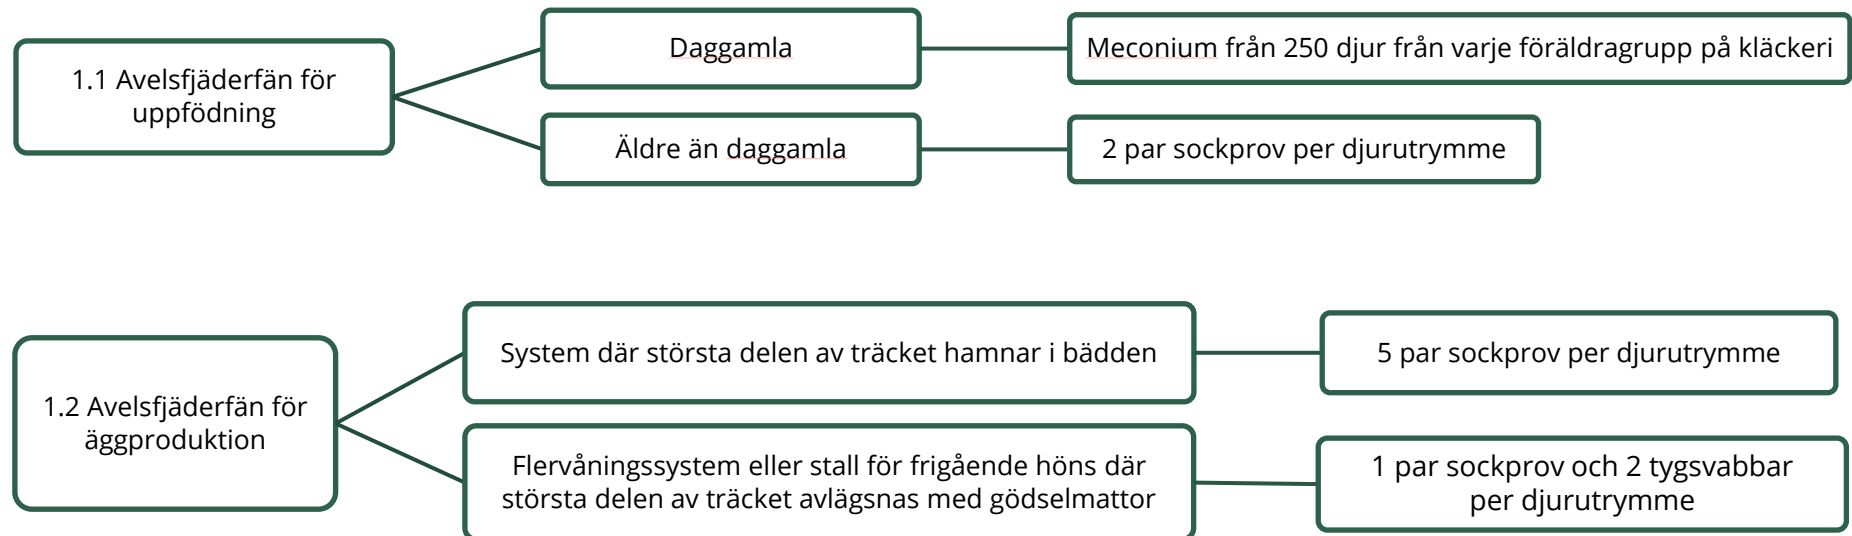 1.1 Avelsfjäderfän för
uppfödning
Daggamla
Meconium från 250 djur från varje föräldragrupp på kläckeri
Äldre än daggamla
2 par sockprov per djurutrymme
1.2 Avelsfjäderfän för
äggproduktion
System där största delen av träcket hamnar i bädden
5 par sockprov per djurutrymme
Flervåningssystem eller stall för frigående höns där
största delen av träcket avlägsnas med gödselmattor
1 par sockprov och 2 tygsvabbar
per djurutrymme